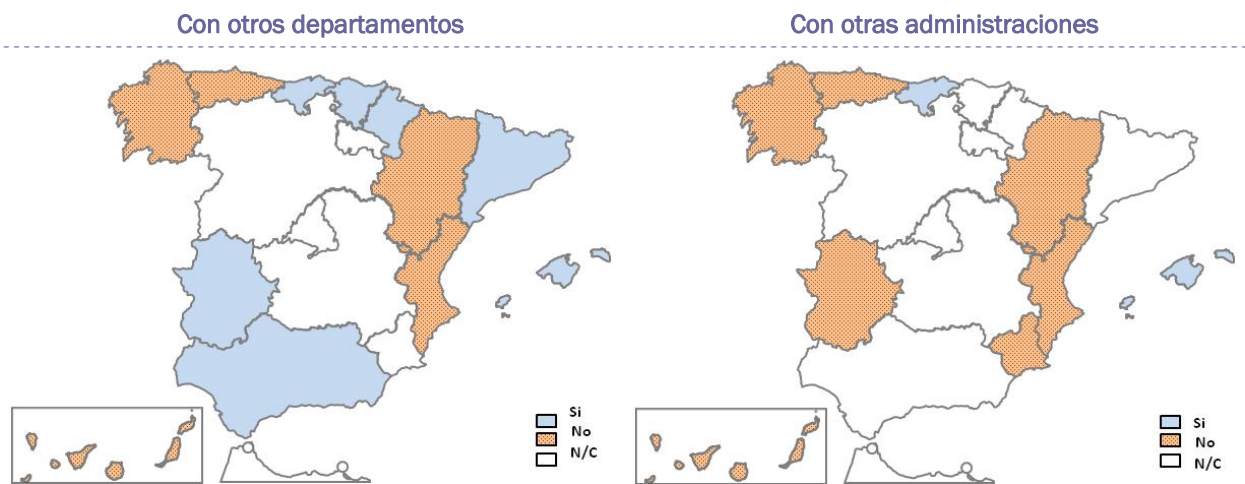 Con otros departamentos
Con otras administraciones
Si
No
N/C
Si
No
N/C